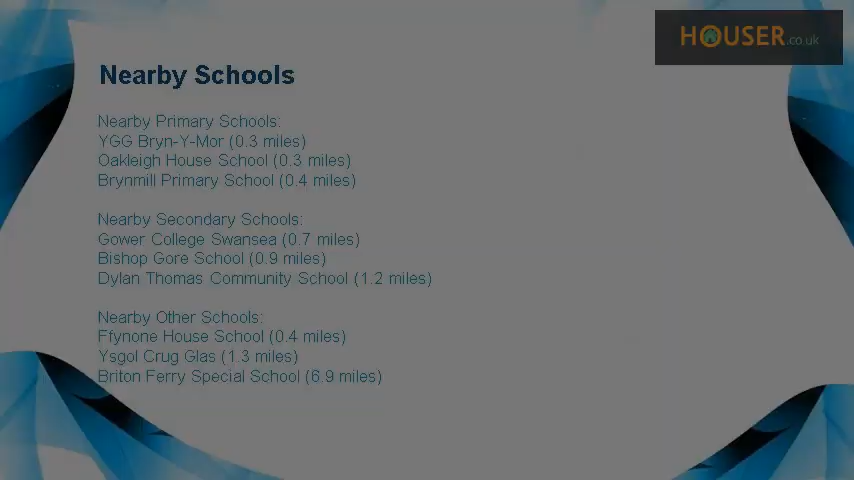 HOUSER.co.uk
Nearby Schools
Nearby Primary Schools:
YGG Bryn-Y-Mor (0.3 miles)
Oakleigh House School (0.3 miles)
Brynmill Primary School (0.4 miles)
Nearby Secondary Schools:
Gower College Swansea (0.7 miles)
Bishop Gore School (0.9 miles)
Dylan Thomas Community School (1.2 miles)
Nearby Other Schools:
Ffynone House School (0.4 miles)
Ysgol Crug Glas (1.3 miles)
Briton Ferry Special School (6.9 miles)